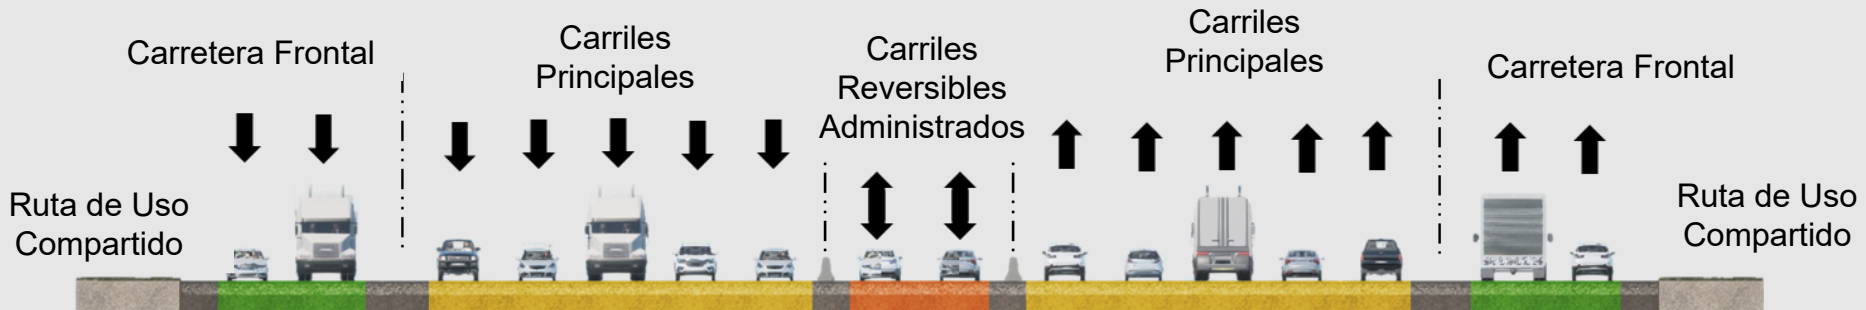 Carretera Frontal
Carriles
Principales
Carriles
Reversibles
Administrados
Carriles
Principales
Carretera Frontal
Ruta de Uso
Compartido
Ruta de Uso
Compartido